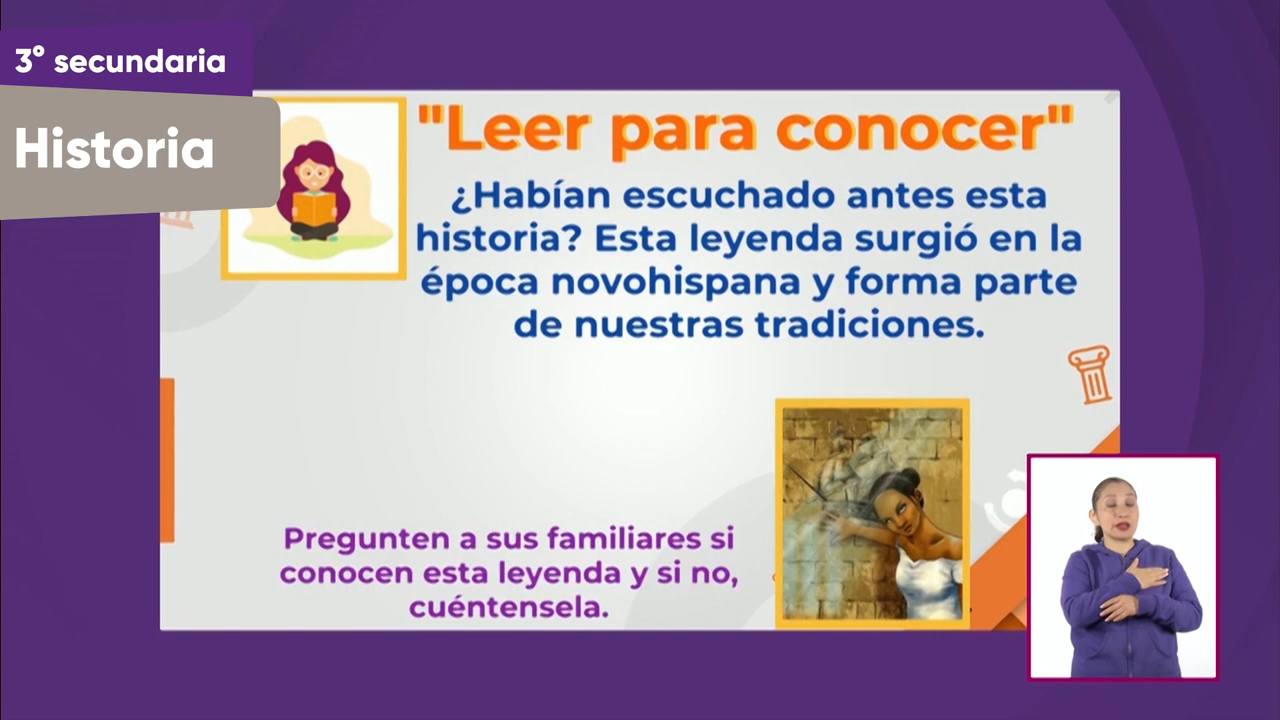 3° secundaria
Historia
"Leer para conocer"
¿Habían escuchado antes esta
historia? Esta leyenda surgió en la
época novohispana y forma parte
de nuestras tradiciones.
Pregunten a sus familiares si
conocen esta leyenda y si no,
cuéntensela.